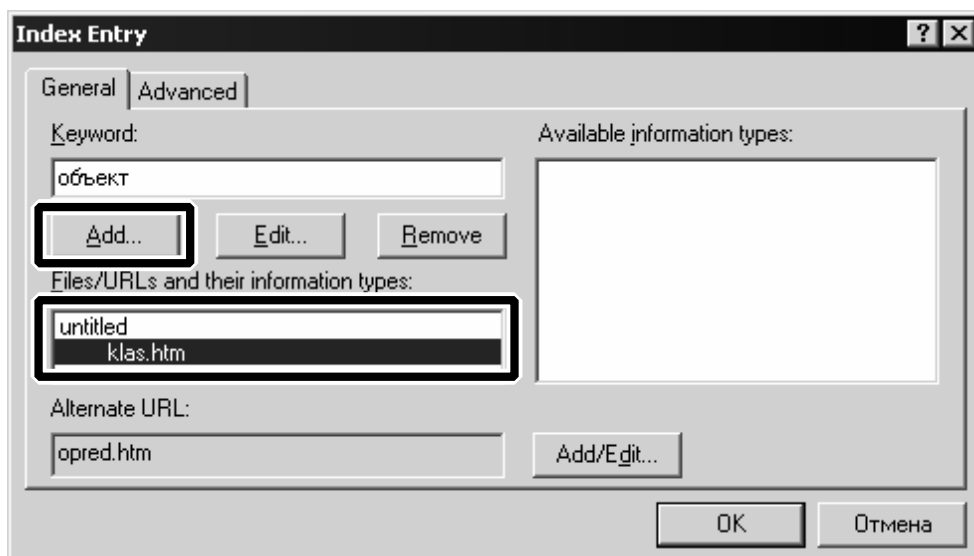 Index Entry
General
Advanced
Keyword:
Available information types:
объект
Add...
Edit...
Remove
Files/URLs and their information types:
untitled
klas.htm
Alternate URL:
opred.htm
Add/Edit...
OK
Отмена